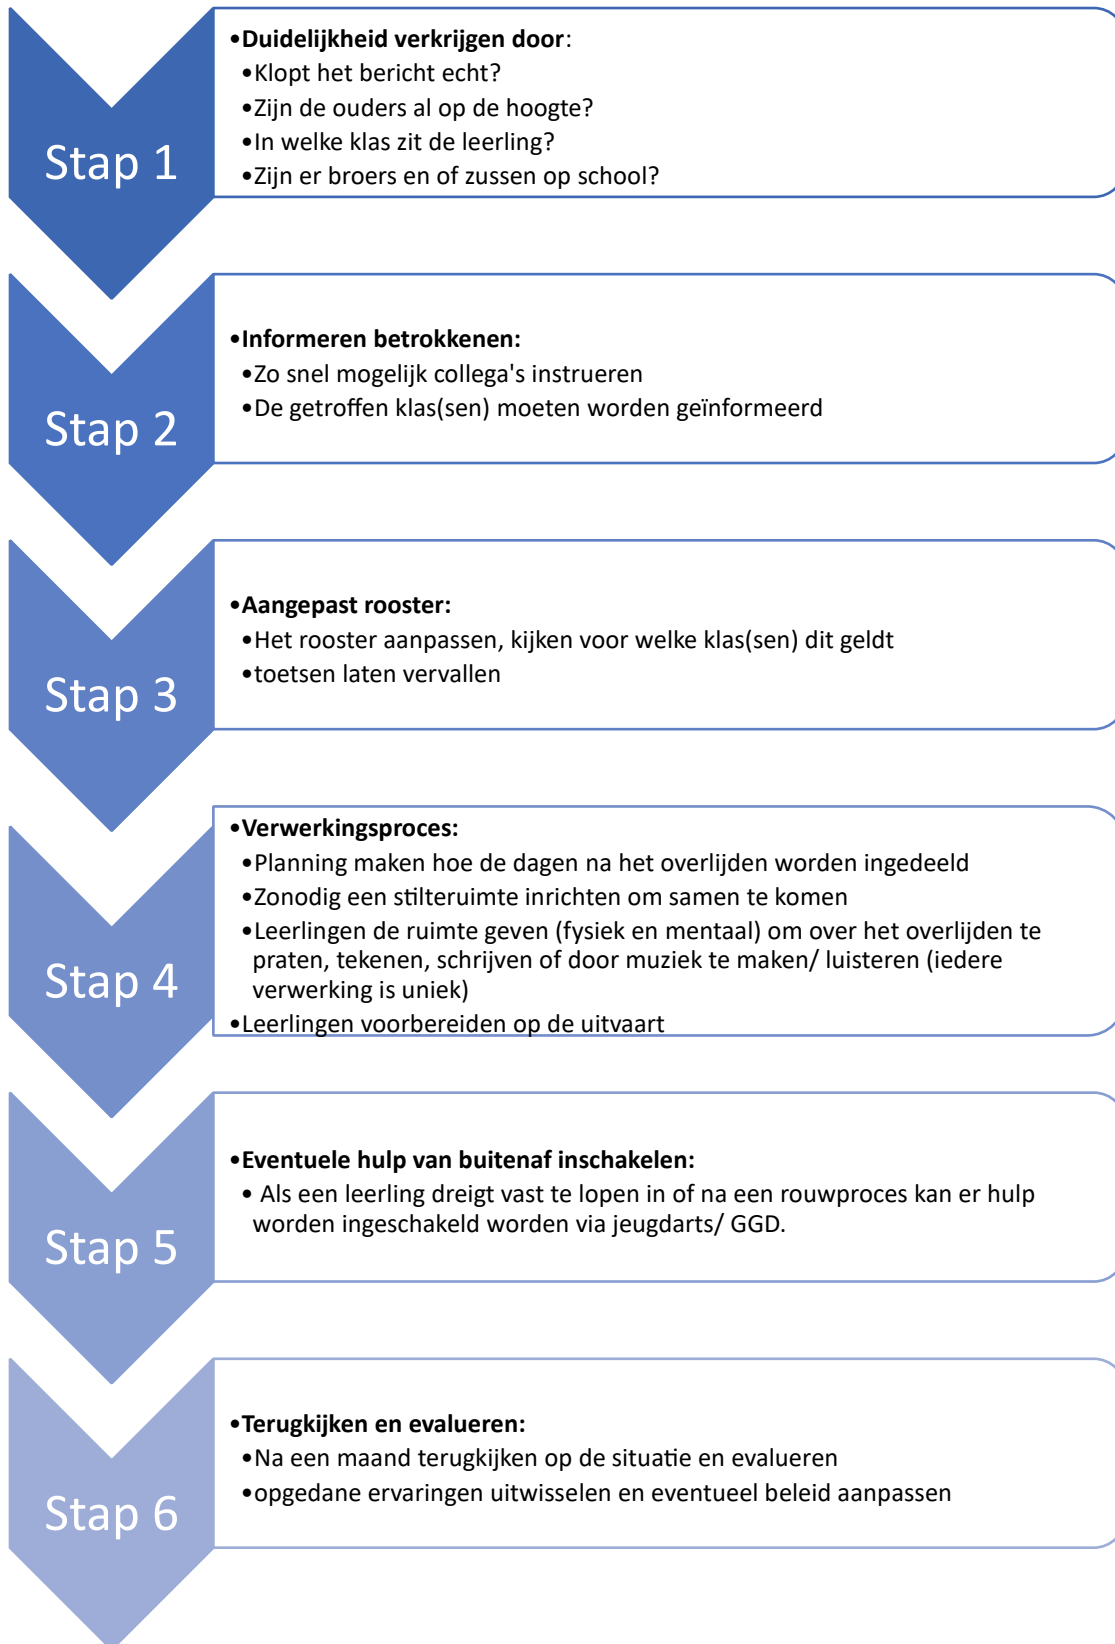 Stap 1
•Duidelijkheid verkrijgen door:
•Klopt het bericht echt?
•Zijn de ouders al op de hoogte?
•In welke klas zit de leerling?
•Zijn er broers en of zussen op school?
Stap 2
•Informeren betrokkenen:
•Zo snel mogelijk collega's instrueren
•De getroffen klas(sen) moeten worden geïnformeerd
Stap 3
•Aangepast rooster:
•Het rooster aanpassen, kijken voor welke klas(sen) dit geldt
•toetsen laten vervallen
Stap 4
•Verwerkingsproces:
•Planning maken hoe de dagen na het overlijden worden ingedeeld
•Zonodig een stilteruimte inrichten om samen te komen
•Leerlingen de ruimte geven (fysiek en mentaal) om over het overlijden te
praten, tekenen, schrijven of door muziek te maken/ luisteren (iedere
verwerking is uniek)
•Leerlingen voorbereiden op de uitvaart
Stap 5
•Eventuele hulp van buitenaf inschakelen:
• Als een leerling dreigt vast te lopen in of na een rouwproces kan er hulp
worden ingeschakeld worden via jeugdarts/ GGD.
Stap 6
•Terugkijken en evalueren:
•Na een maand terugkijken op de situatie en evalueren
•opgedane ervaringen uitwisselen en eventueel beleid aanpassen